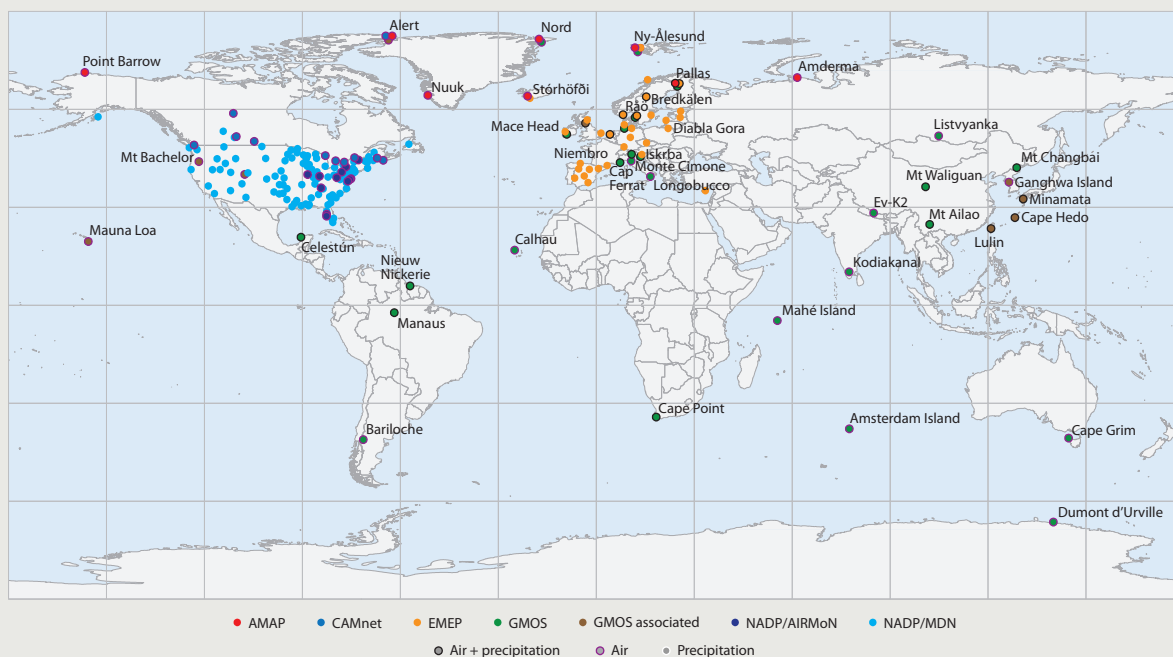 Alert
Nord
Ny-Ålesund
Point Barrow
Nuuk
Stórhöfði
Pallas
Amderma
Bredkälen
Råö
Mace Head
Diabla Gora
Listvyanka
Mt Bachelor
Niembro
Iskrba
Monte Cimone
Cap
Ferrat
Longobucco
Mt Changbai
Mt Waliguan
Ganghwa Island
Minamata
Ev-K2
Mt Ailao
Cape Hedo
Lulin
Mauna Loa
Celestún
Calhau
Nieuw
Nickerie
Kodiakanal
Manaus
Mahé Island
Cape Point
Amsterdam Island
Bariloche
Cape Grim
Dumont d'Urville
AMAP CAMnet EMEP GMOS GMOS associated NADP/AIRMoN NADP/MDN
Air + precipitation Air Precipitation